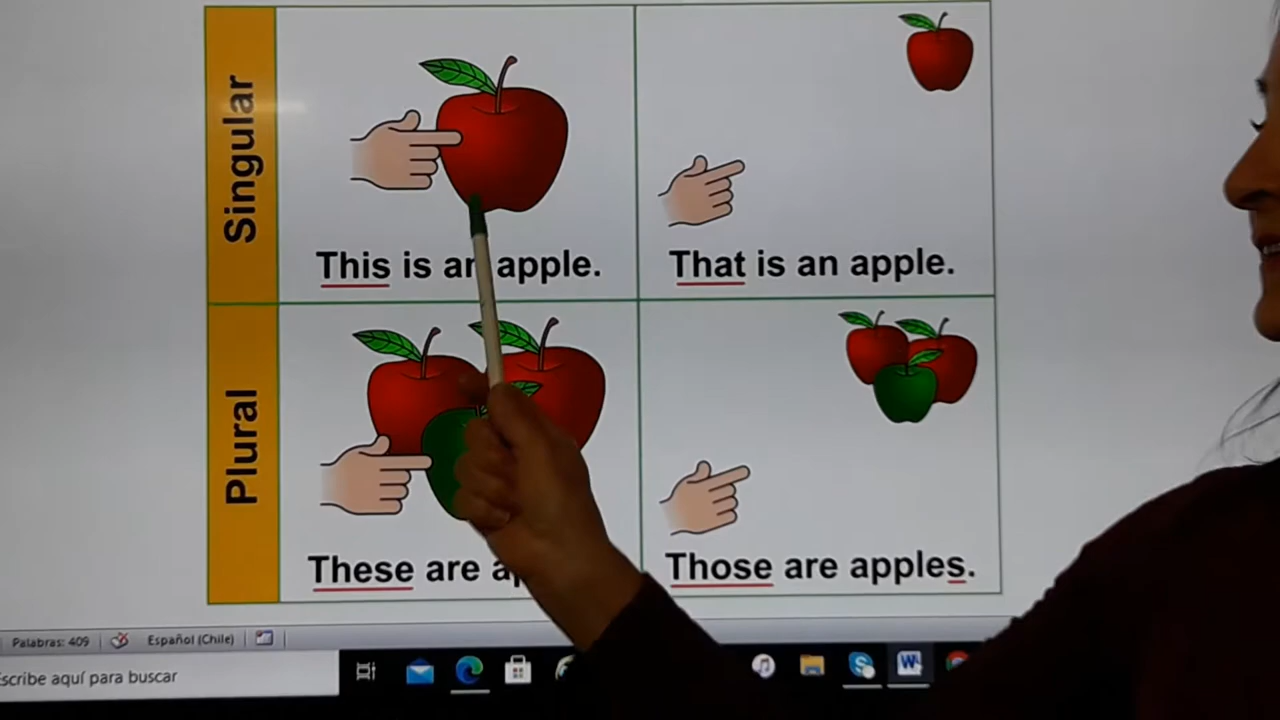 Singular
This is an apple.
That is an apple.
Plural
These are
Those are apples.
Palabras: 409
Español (Chile)
scribe aquí para buscar